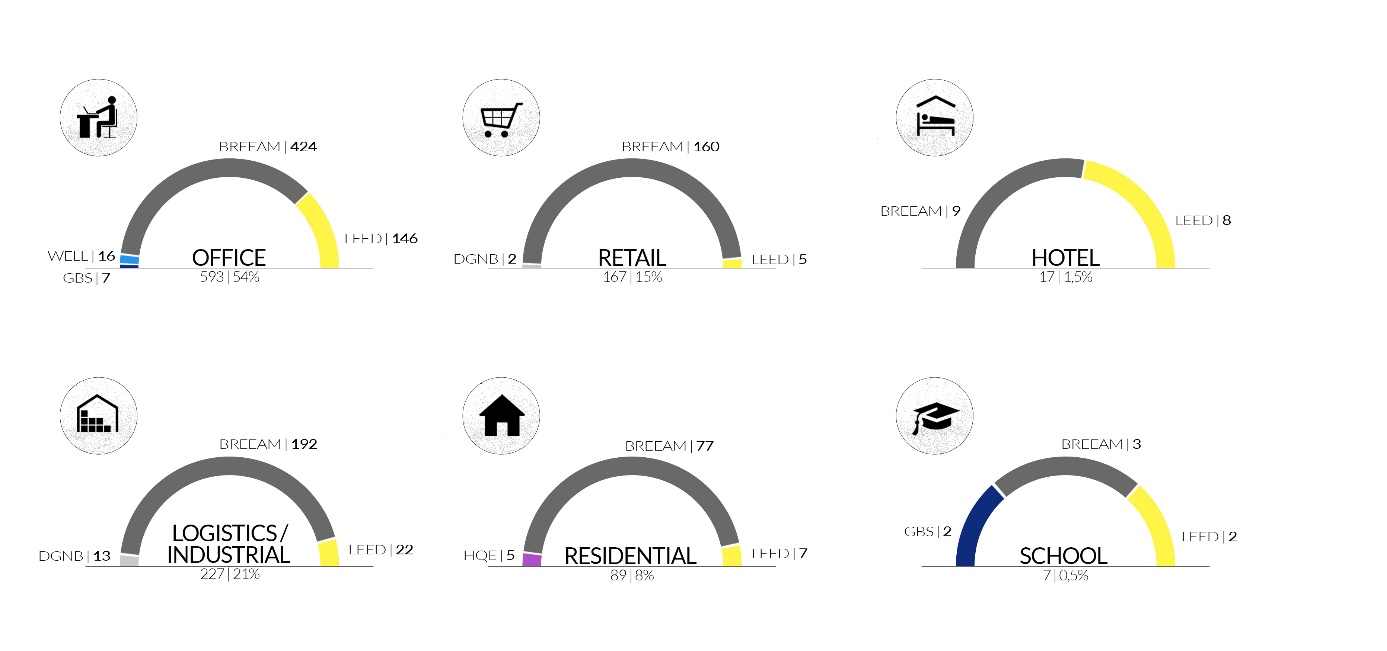 BREEAM | 424
LEED | 146
WELL | 16
GBS | 7
OFFICE
593 | 54%
BREEAM | 160
DGNB | 2
LEED | 5
RETAIL
167 | 15%
BREEAM | 9
LEED | 8
HOTEL
17 | 1,5%
BREEAM | 192
DGNB | 13
LEED | 22
LOGISTICS /
INDUSTRIAL
227 | 21%
BREEAM | 77
HQE | 5
LEED | 7
RESIDENTIAL
89 | 8%
BREEAM | 3
GBS | 2
LEED | 2
SCHOOL
7 | 0,5%